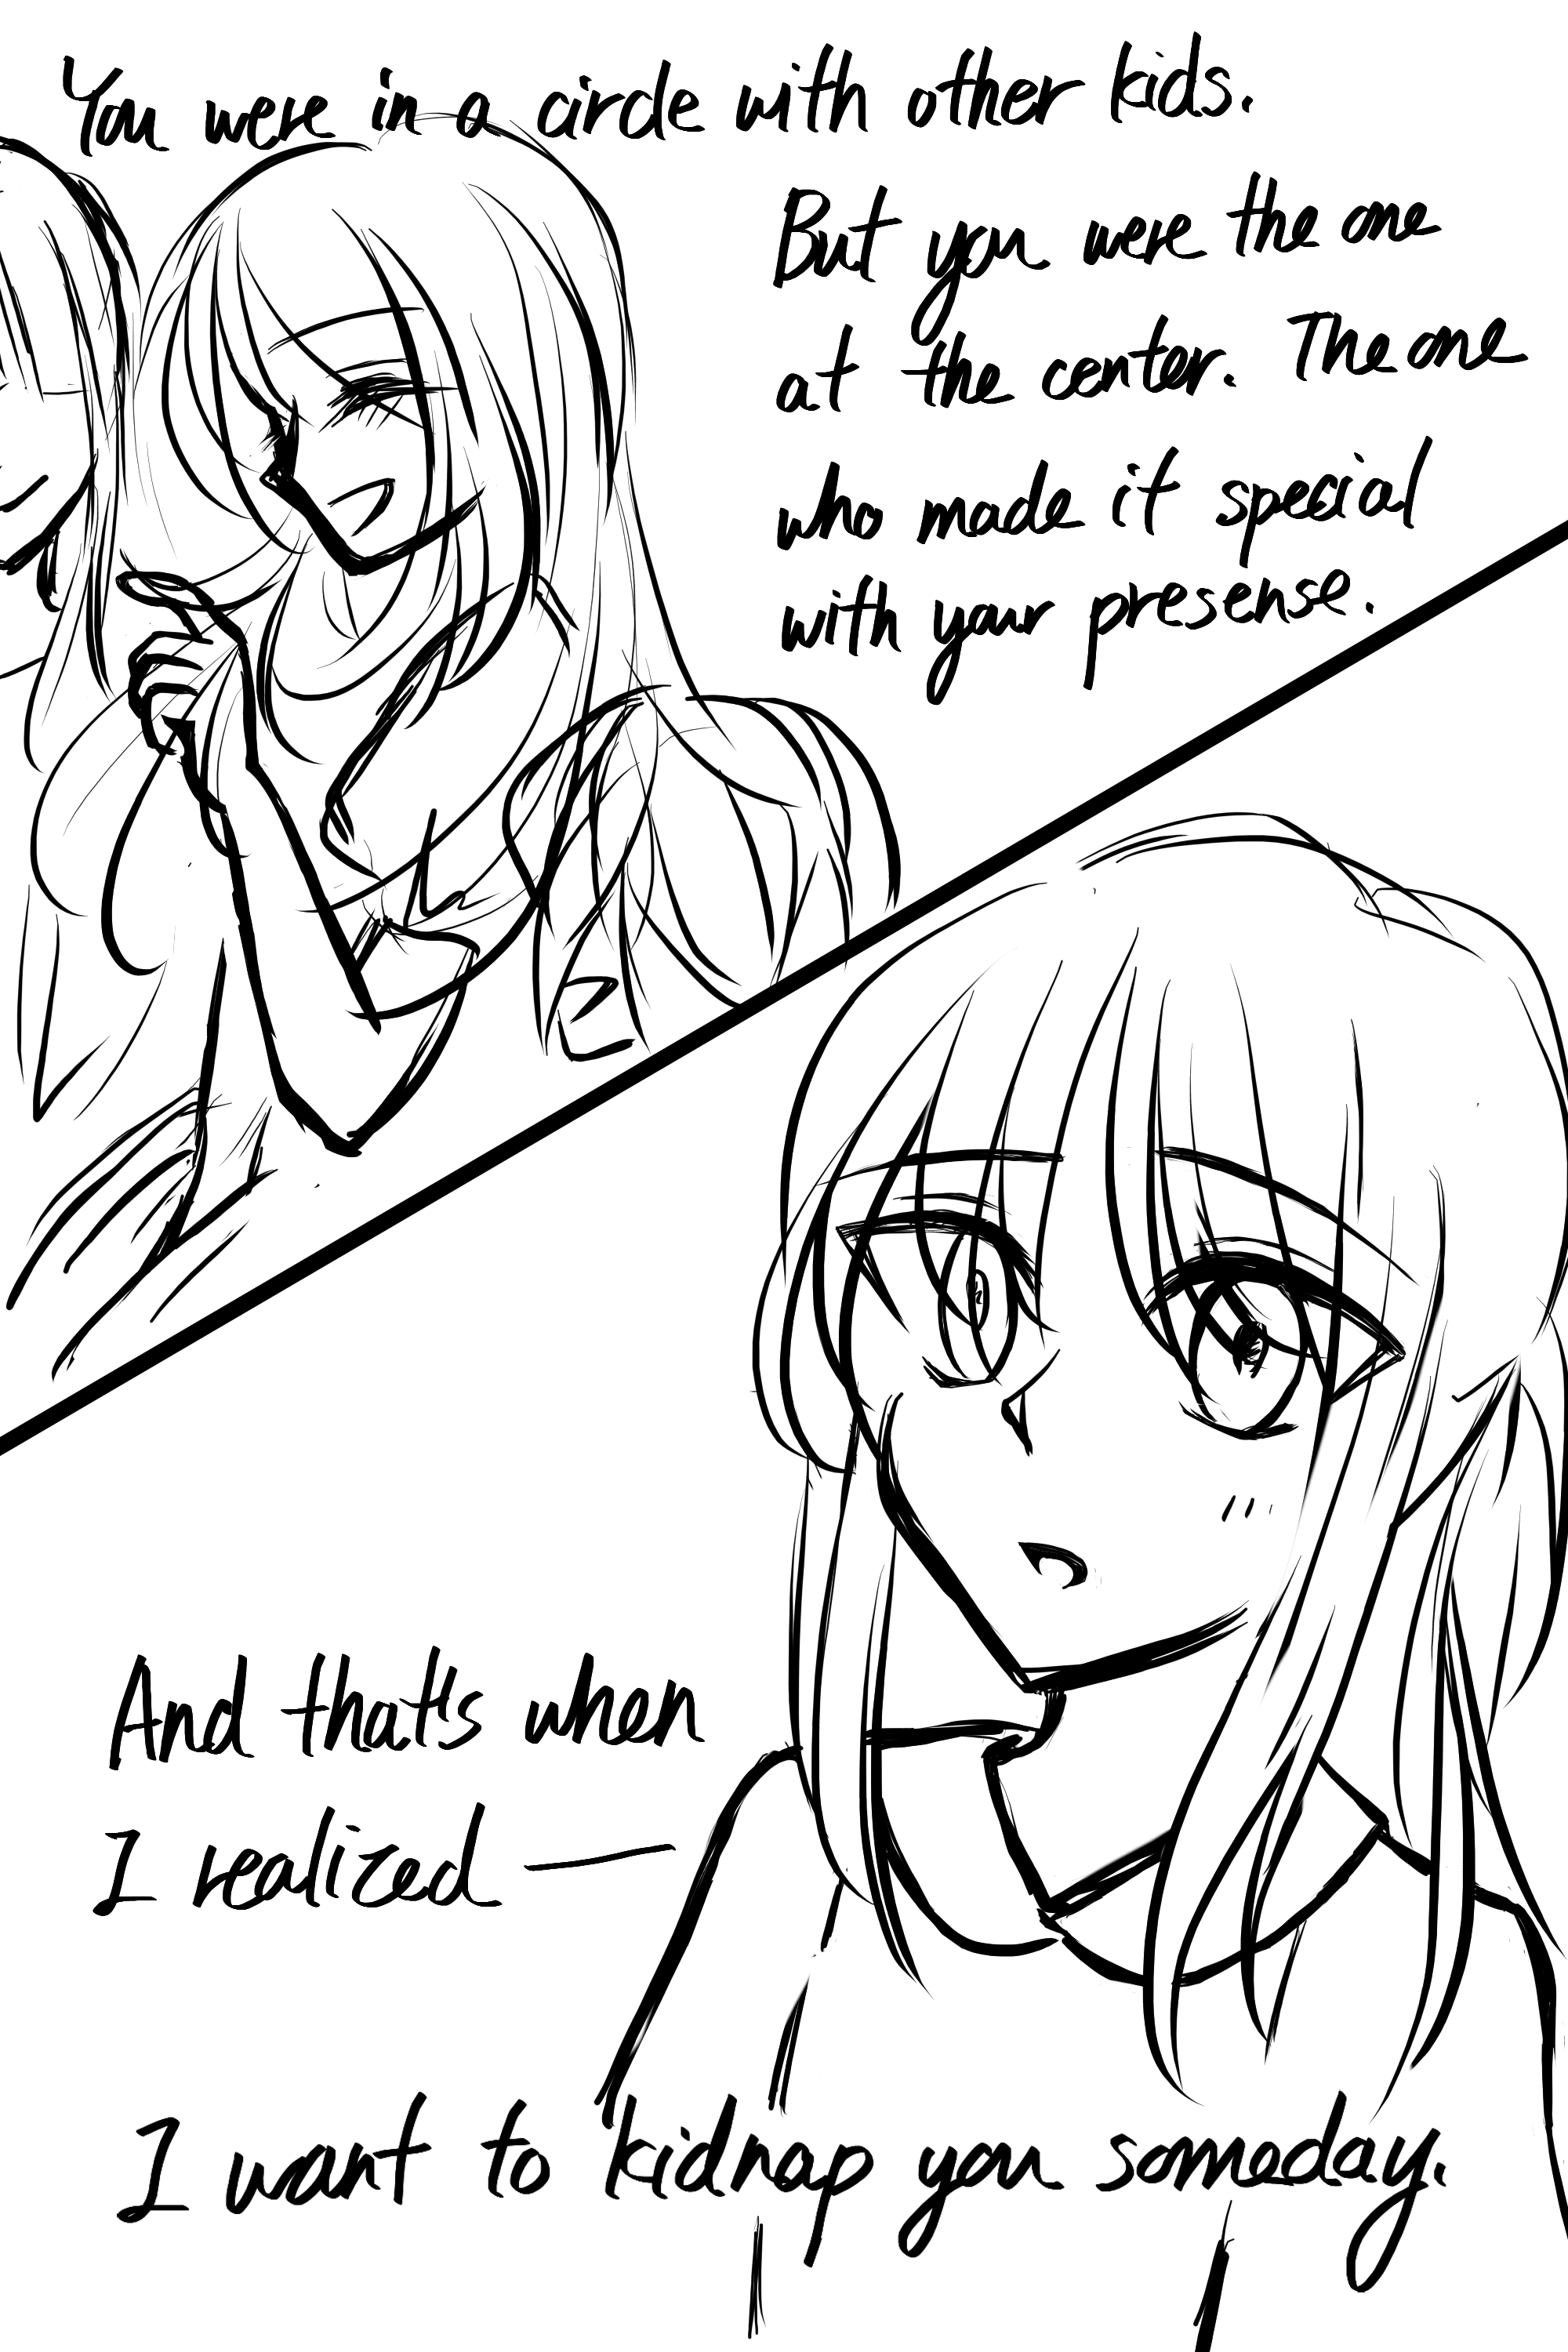 You were in a circle with other kids.
But you were the one
at the center. The one
who made it special
with your presense.
And that's when
I realized—
I want to kidnap you someday.